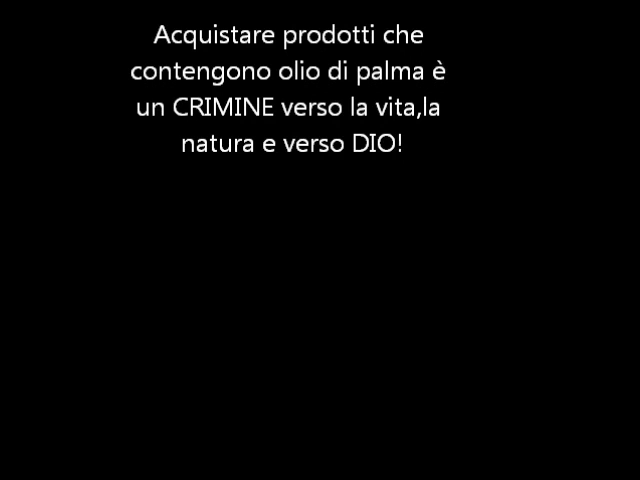 Acquistare prodotti che
contengono olio di palma è
un CRIMINE verso la vita,la
natura e verso DIO!